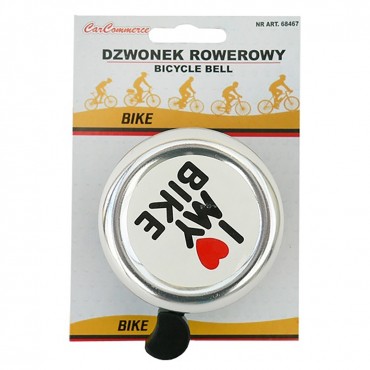 CarCommerce
NR ART. 68467
DZWONEK ROWEROWY
BICYCLE BELL
BIKE
I
MY
BIKE
BIKE